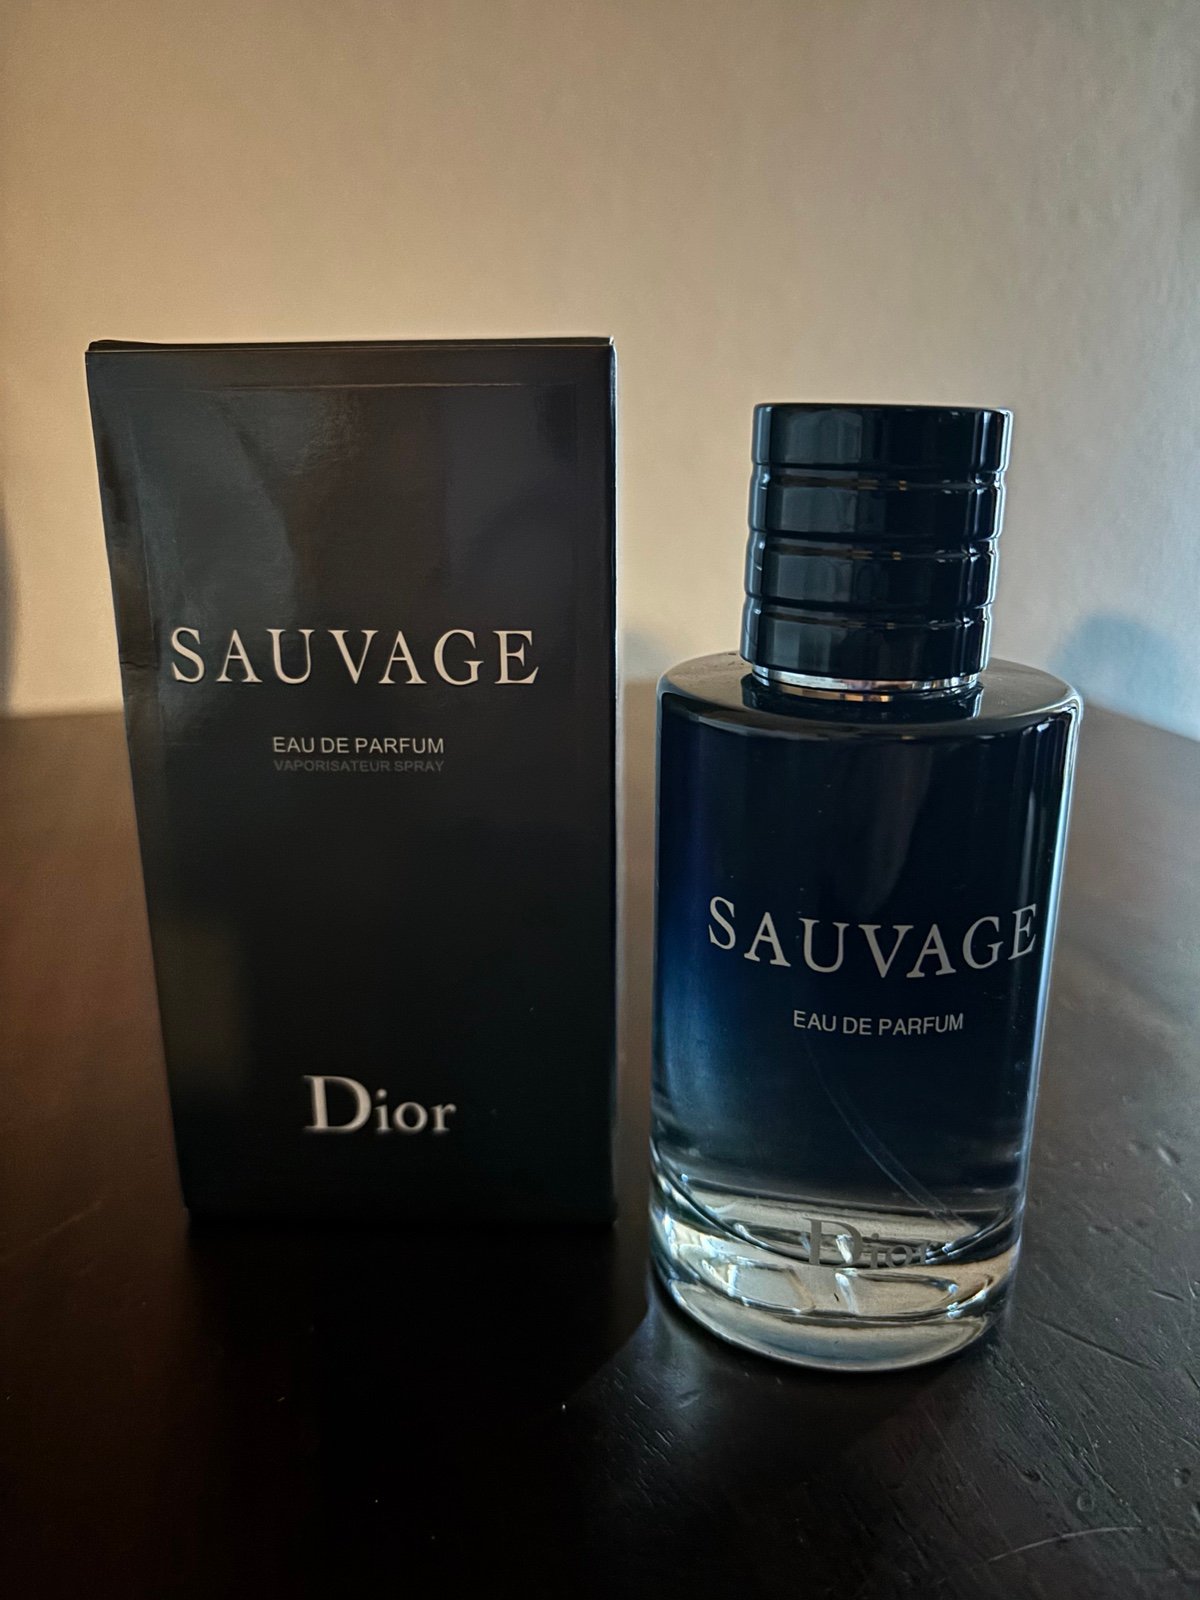 SAUVAGE
EAU DE PARFUM
VAPORISATEUR SPRAY
Dior
SAUVAGE
EAU DE PARFUM
Dior